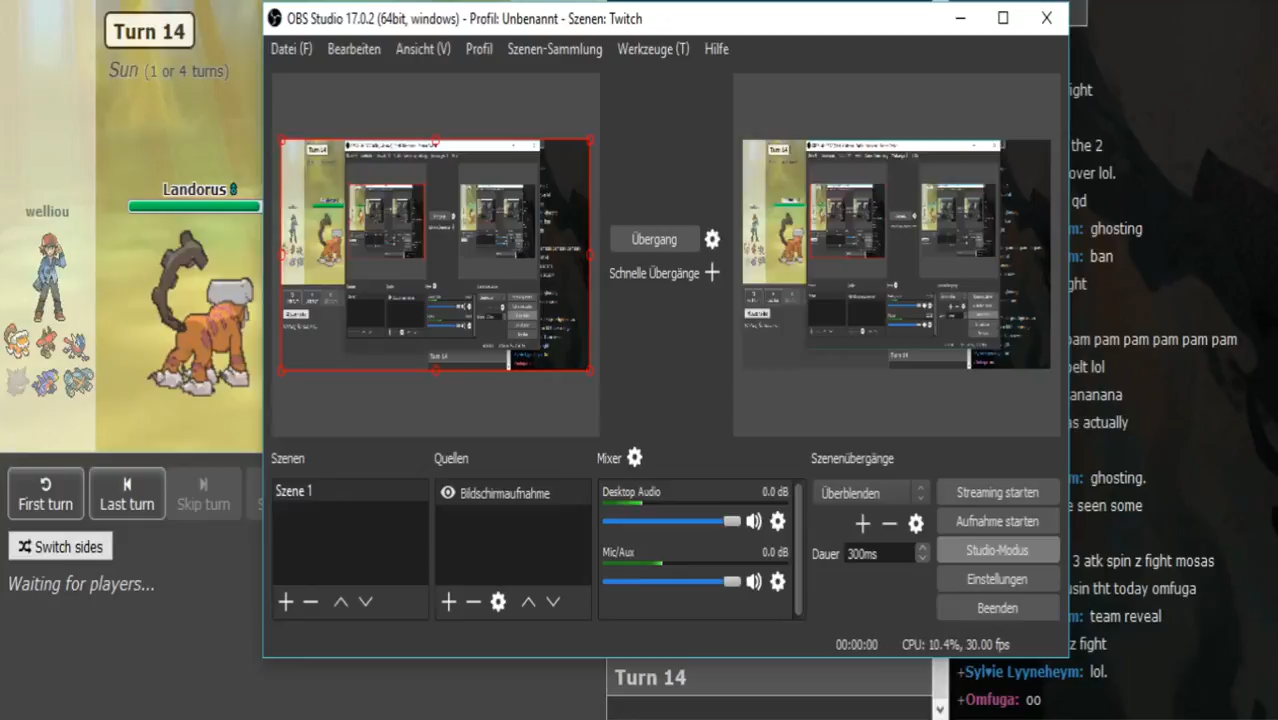 Turn 14
Sun (1 or 4 turns)
Landorus
welliou
First turn
Last turn
Skip turn
Switch sides
Waiting for players...
OBS Studio 17.0.2 (64bit, windows) - Profil: Unbenannt - Szenen: Twitch
Datei (F) Bearbeiten Ansicht (V) Profil Szenen-Sammlung Werkzeuge (T) Hilfe
Übergang
Schnelle Übergänge
Szenen
Szene 1
Quellen
Bildschirmaufnahme
Mixer
Desktop Audio 0.0 dB
Mic/Aux 0.0 dB
Szenenübergänge
Überblenden
Dauer 300ms
Streaming starten
Aufnahme starten
Studio-Modus
Einstellungen
Beenden
00:00:00 CPU: 10.4%, 30.00 fps
the 2
over lol.
qd
ghosting
ban
pam pam pam pam pam pam
belt lol
actually
ghosting.
seen some
3 atk spin z fight mosas
tht today omfuga
team reveal
z fight
+Sylvie Lyyneheym: lol.
+Omfuga: oo
Turn 14